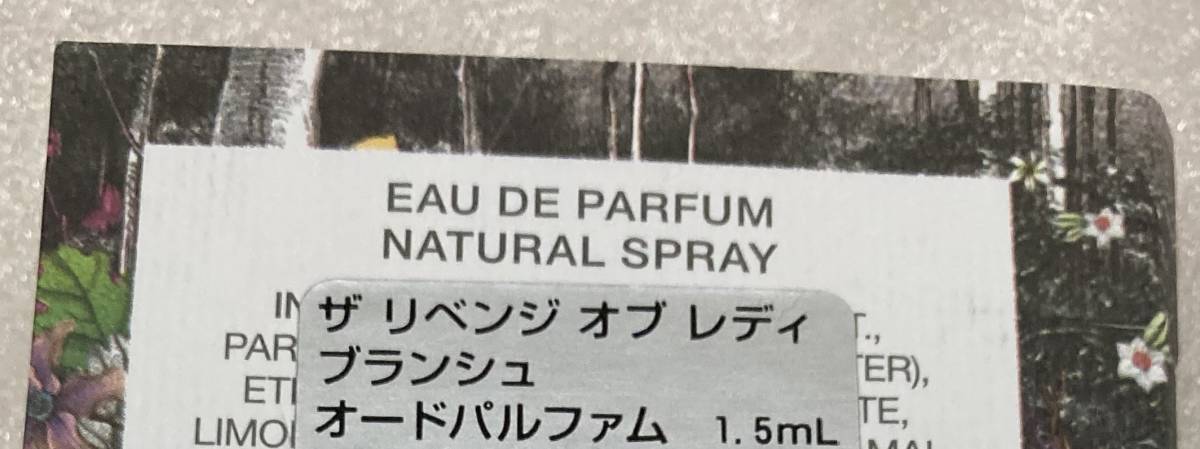 EAU DE PARFUM
NATURAL SPRAY
ザ リベンジ オブ レディ
ブランシュ
オードパルファム 1.5mL